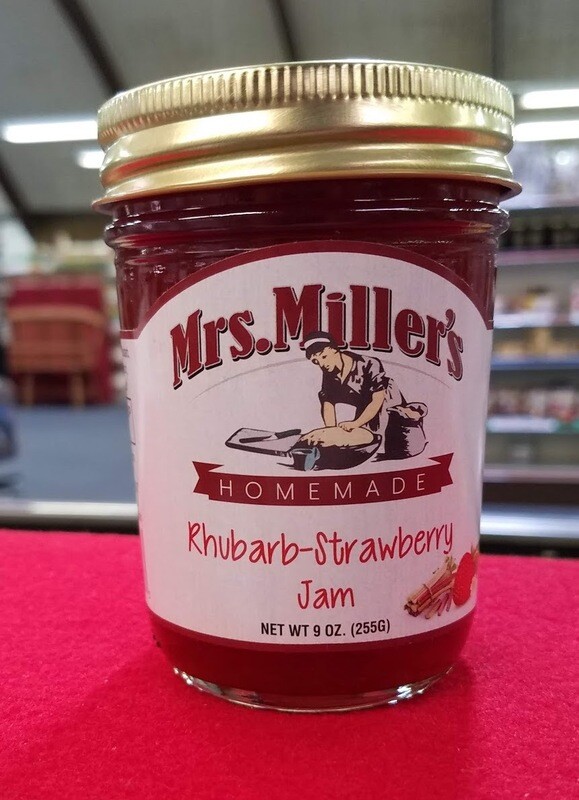 Mrs. Miller's
HOMEMADE
Rhubarb-Strawberry
Jam
NET WT 9 OZ. (255G)